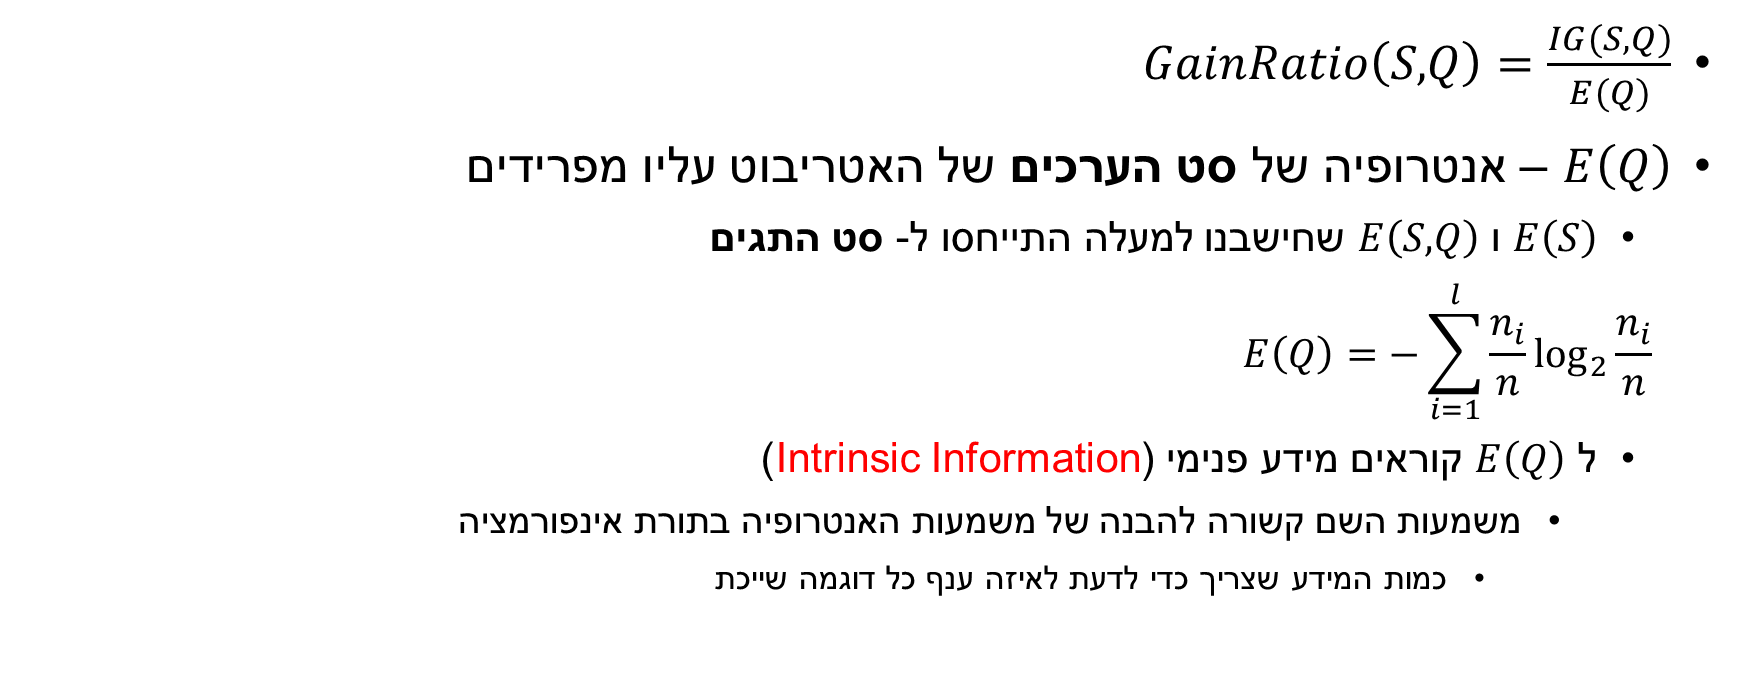 • GainRatio(S,Q) = IG(S,Q) / E(Q)
• E(Q) – אנטרופיה של סט הערכים של האטריבוט עליו מפרידים
• E(S) ו E(S,Q) שחישבנו למעלה התייחסו ל- סט התגים
E(Q) = − ∑_{i=1}^{l} n_i/n log₂ n_i/n
• ל E(Q) קוראים מידע פנימי (Intrinsic Information)
• משמעות השם קשורה להבנה של משמעות האנטרופיה בתורת אינפורמציה
• כמות המידע שצריך כדי לדעת לאיזה ענף כל דוגמה שייכת